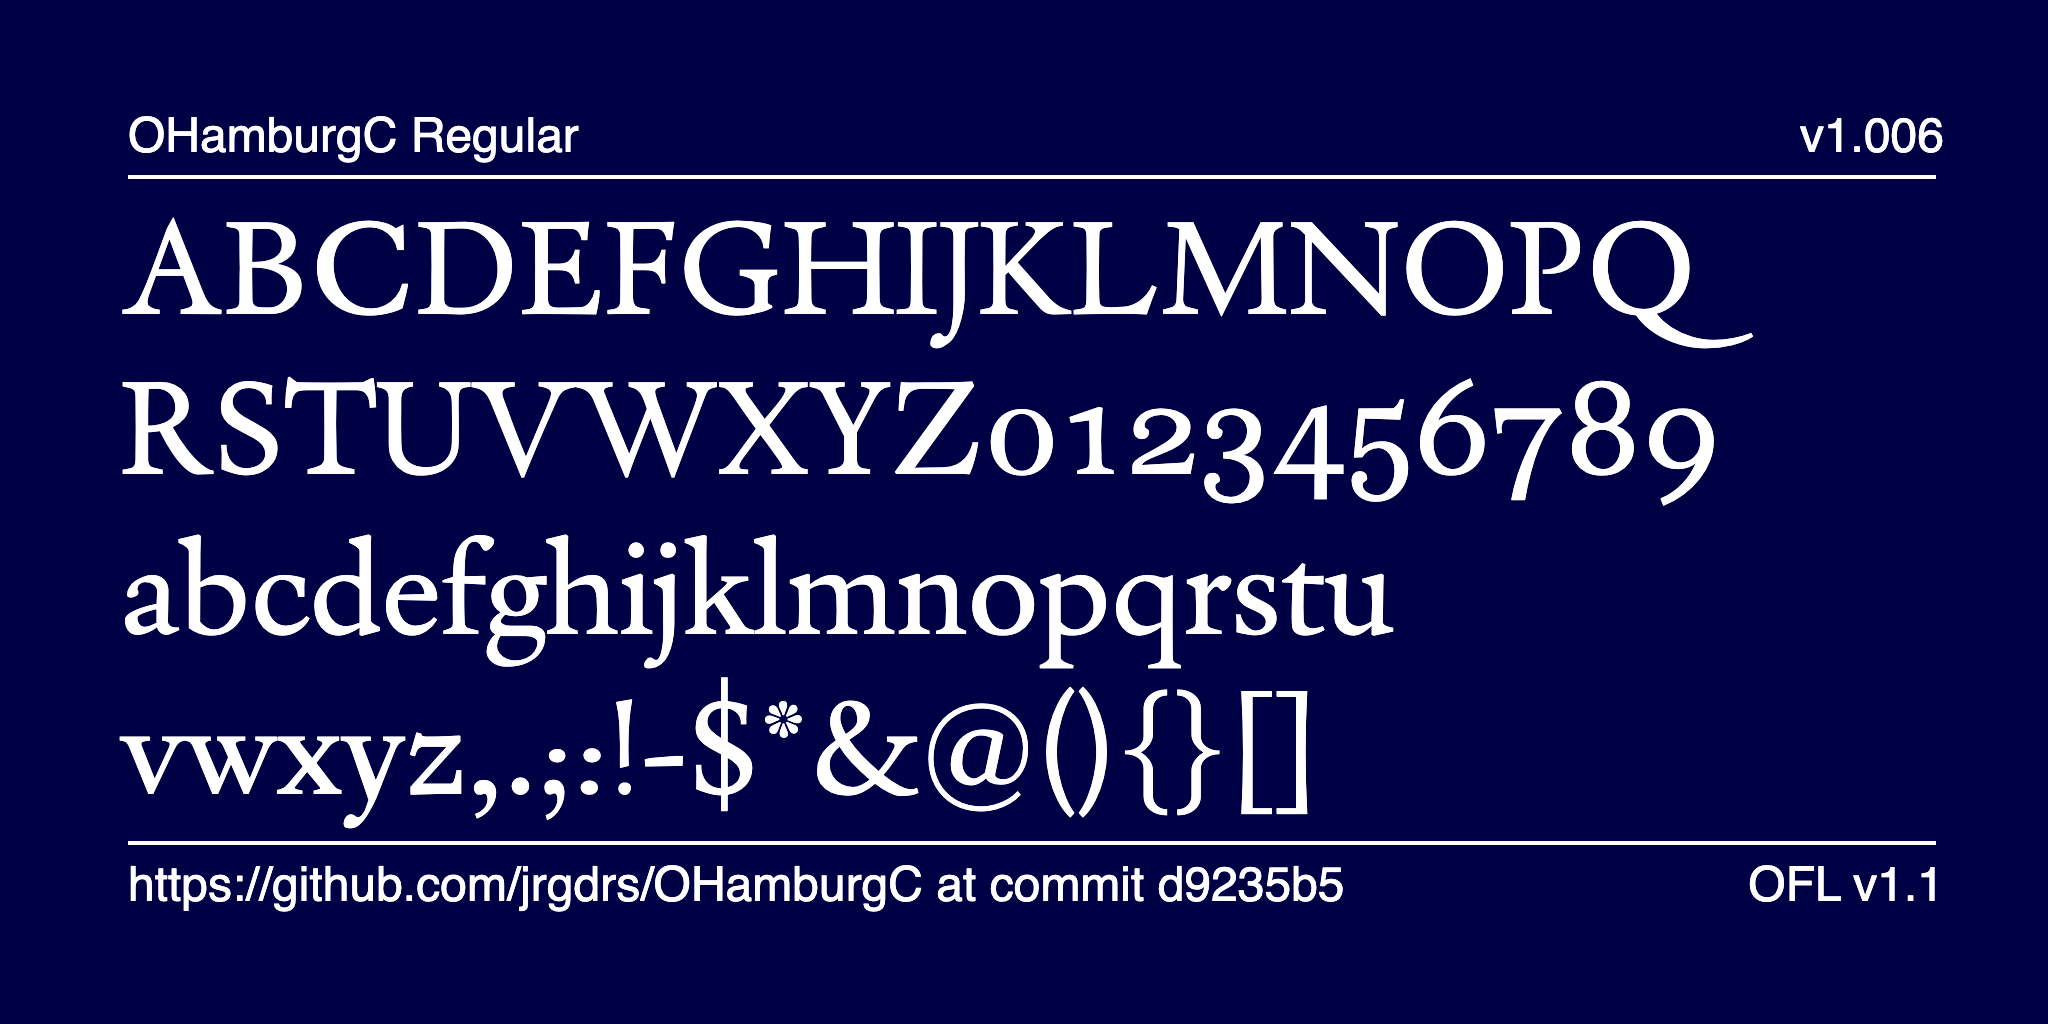 OHamburgC Regular
v1.006
ABCDEFGHIJKLMNOPQ
RSTUVWXYZ0123456789
abcdefghijklmnopqrstu
vwxyz,.;:!-$*&@(){}[]
https://github.com/jrgdrs/OHamburgC at commit d9235b5
OFL v1.1